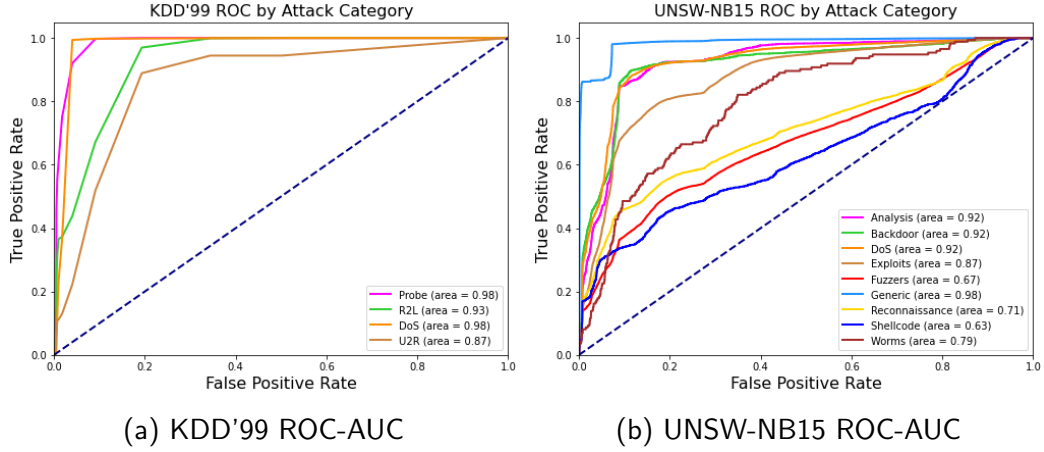 KDD'99 ROC by Attack Category
True Positive Rate
1.0
0.8
0.6
0.4
0.2
0.0
Probe (area = 0.98)
R2L (area = 0.93)
DoS (area = 0.98)
U2R (area = 0.87)
0.0 0.2 0.4 0.6 0.8 1.0
False Positive Rate
(a) KDD'99 ROC-AUC
UNSW-NB15 ROC by Attack Category
True Positive Rate
1.0
0.8
0.6
0.4
0.2
0.0
Analysis (area = 0.92)
Backdoor (area = 0.92)
DoS (area = 0.92)
Exploits (area = 0.87)
Fuzzers (area = 0.67)
Generic (area = 0.98)
Reconnaissance (area = 0.71)
Shellcode (area = 0.63)
Worms (area = 0.79)
0.0 0.2 0.4 0.6 0.8 1.0
False Positive Rate
(b) UNSW-NB15 ROC-AUC